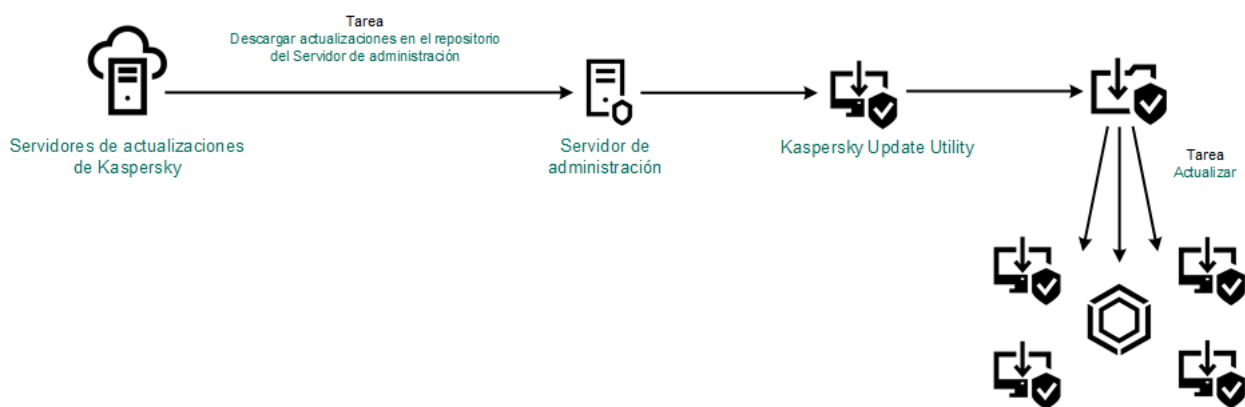 Tarea
Descargar actualizaciones en el repositorio
del Servidor de administración
Servidores de actualizaciones
de Kaspersky
Servidor de
administración
Kaspersky Update Utility
Tarea
Actualizar